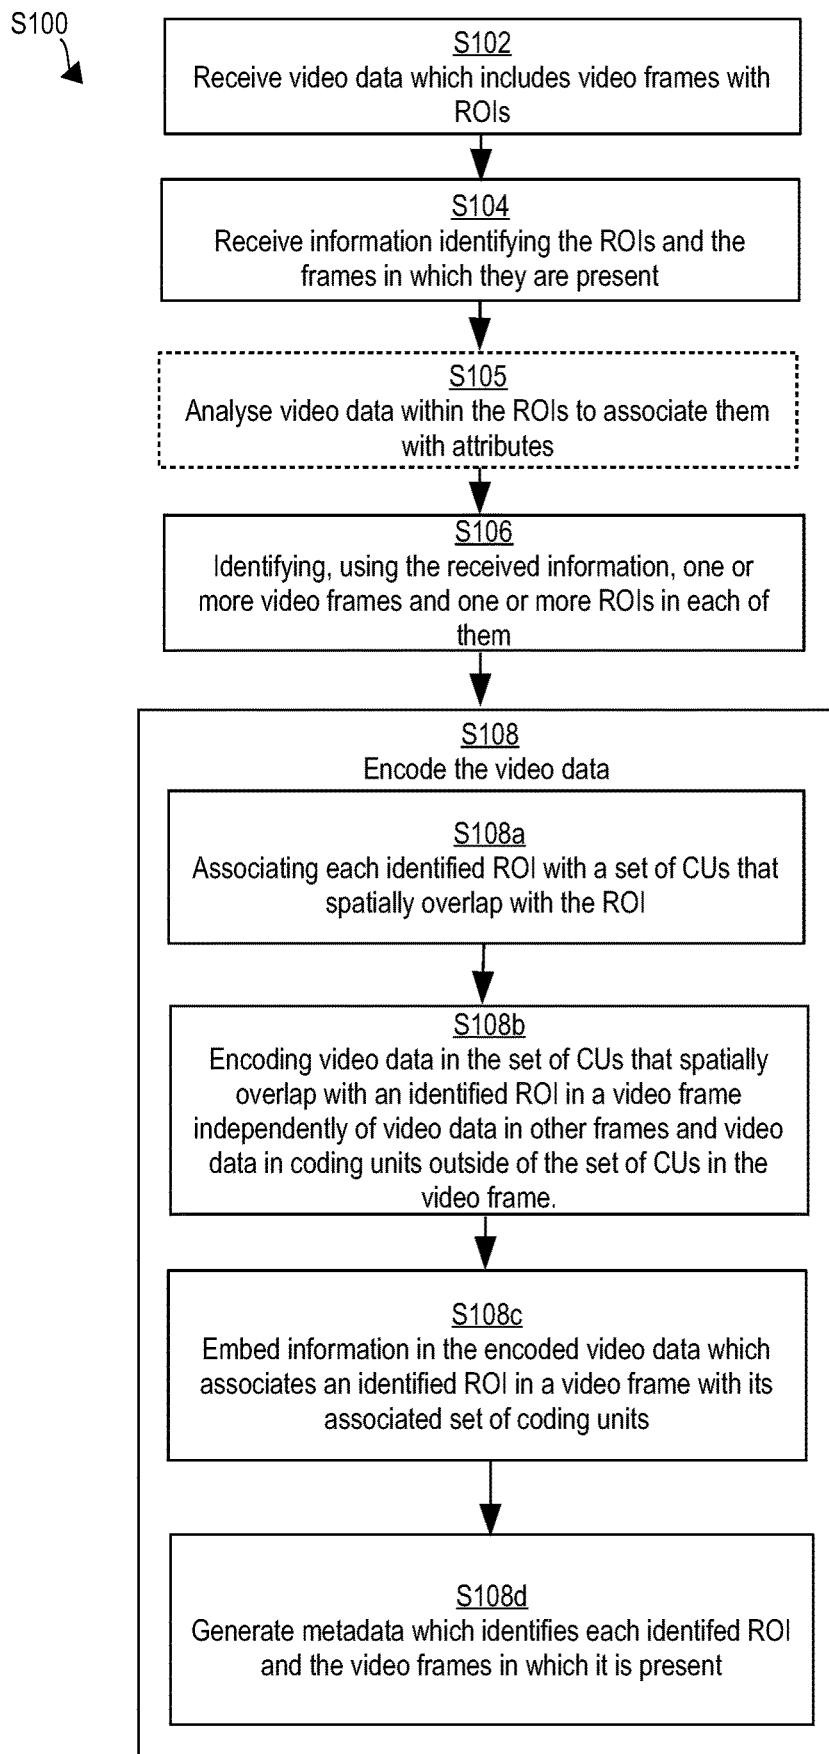 S100
S102
Receive video data which includes video frames with
ROIs
S104
Receive information identifying the ROIs and the
frames in which they are present
S105
Analyse video data within the ROIs to associate them
with attributes
S106
Identifying, using the received information, one or
more video frames and one or more ROIs in each of
them
S108
Encode the video data
S108a
Associating each identified ROI with a set of CUs that
spatially overlap with the ROI
S108b
Encoding video data in the set of CUs that spatially
overlap with an identified ROI in a video frame
independently of video data in other frames and video
data in coding units outside of the set of CUs in the
video frame.
S108c
Embed information in the encoded video data which
associates an identified ROI in a video frame with its
associated set of coding units
S108d
Generate metadata which identifies each identifed ROI
and the video frames in which it is present